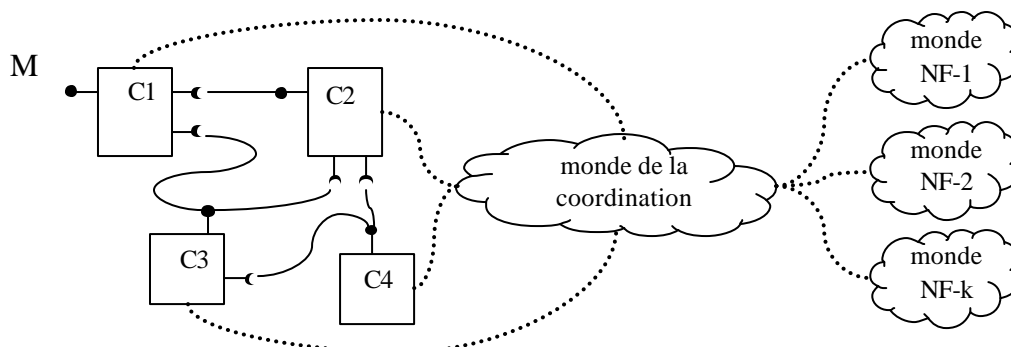 M
C1
C2
C3
C4
monde de la
coordination
monde
NF-1
monde
NF-2
monde
NF-k